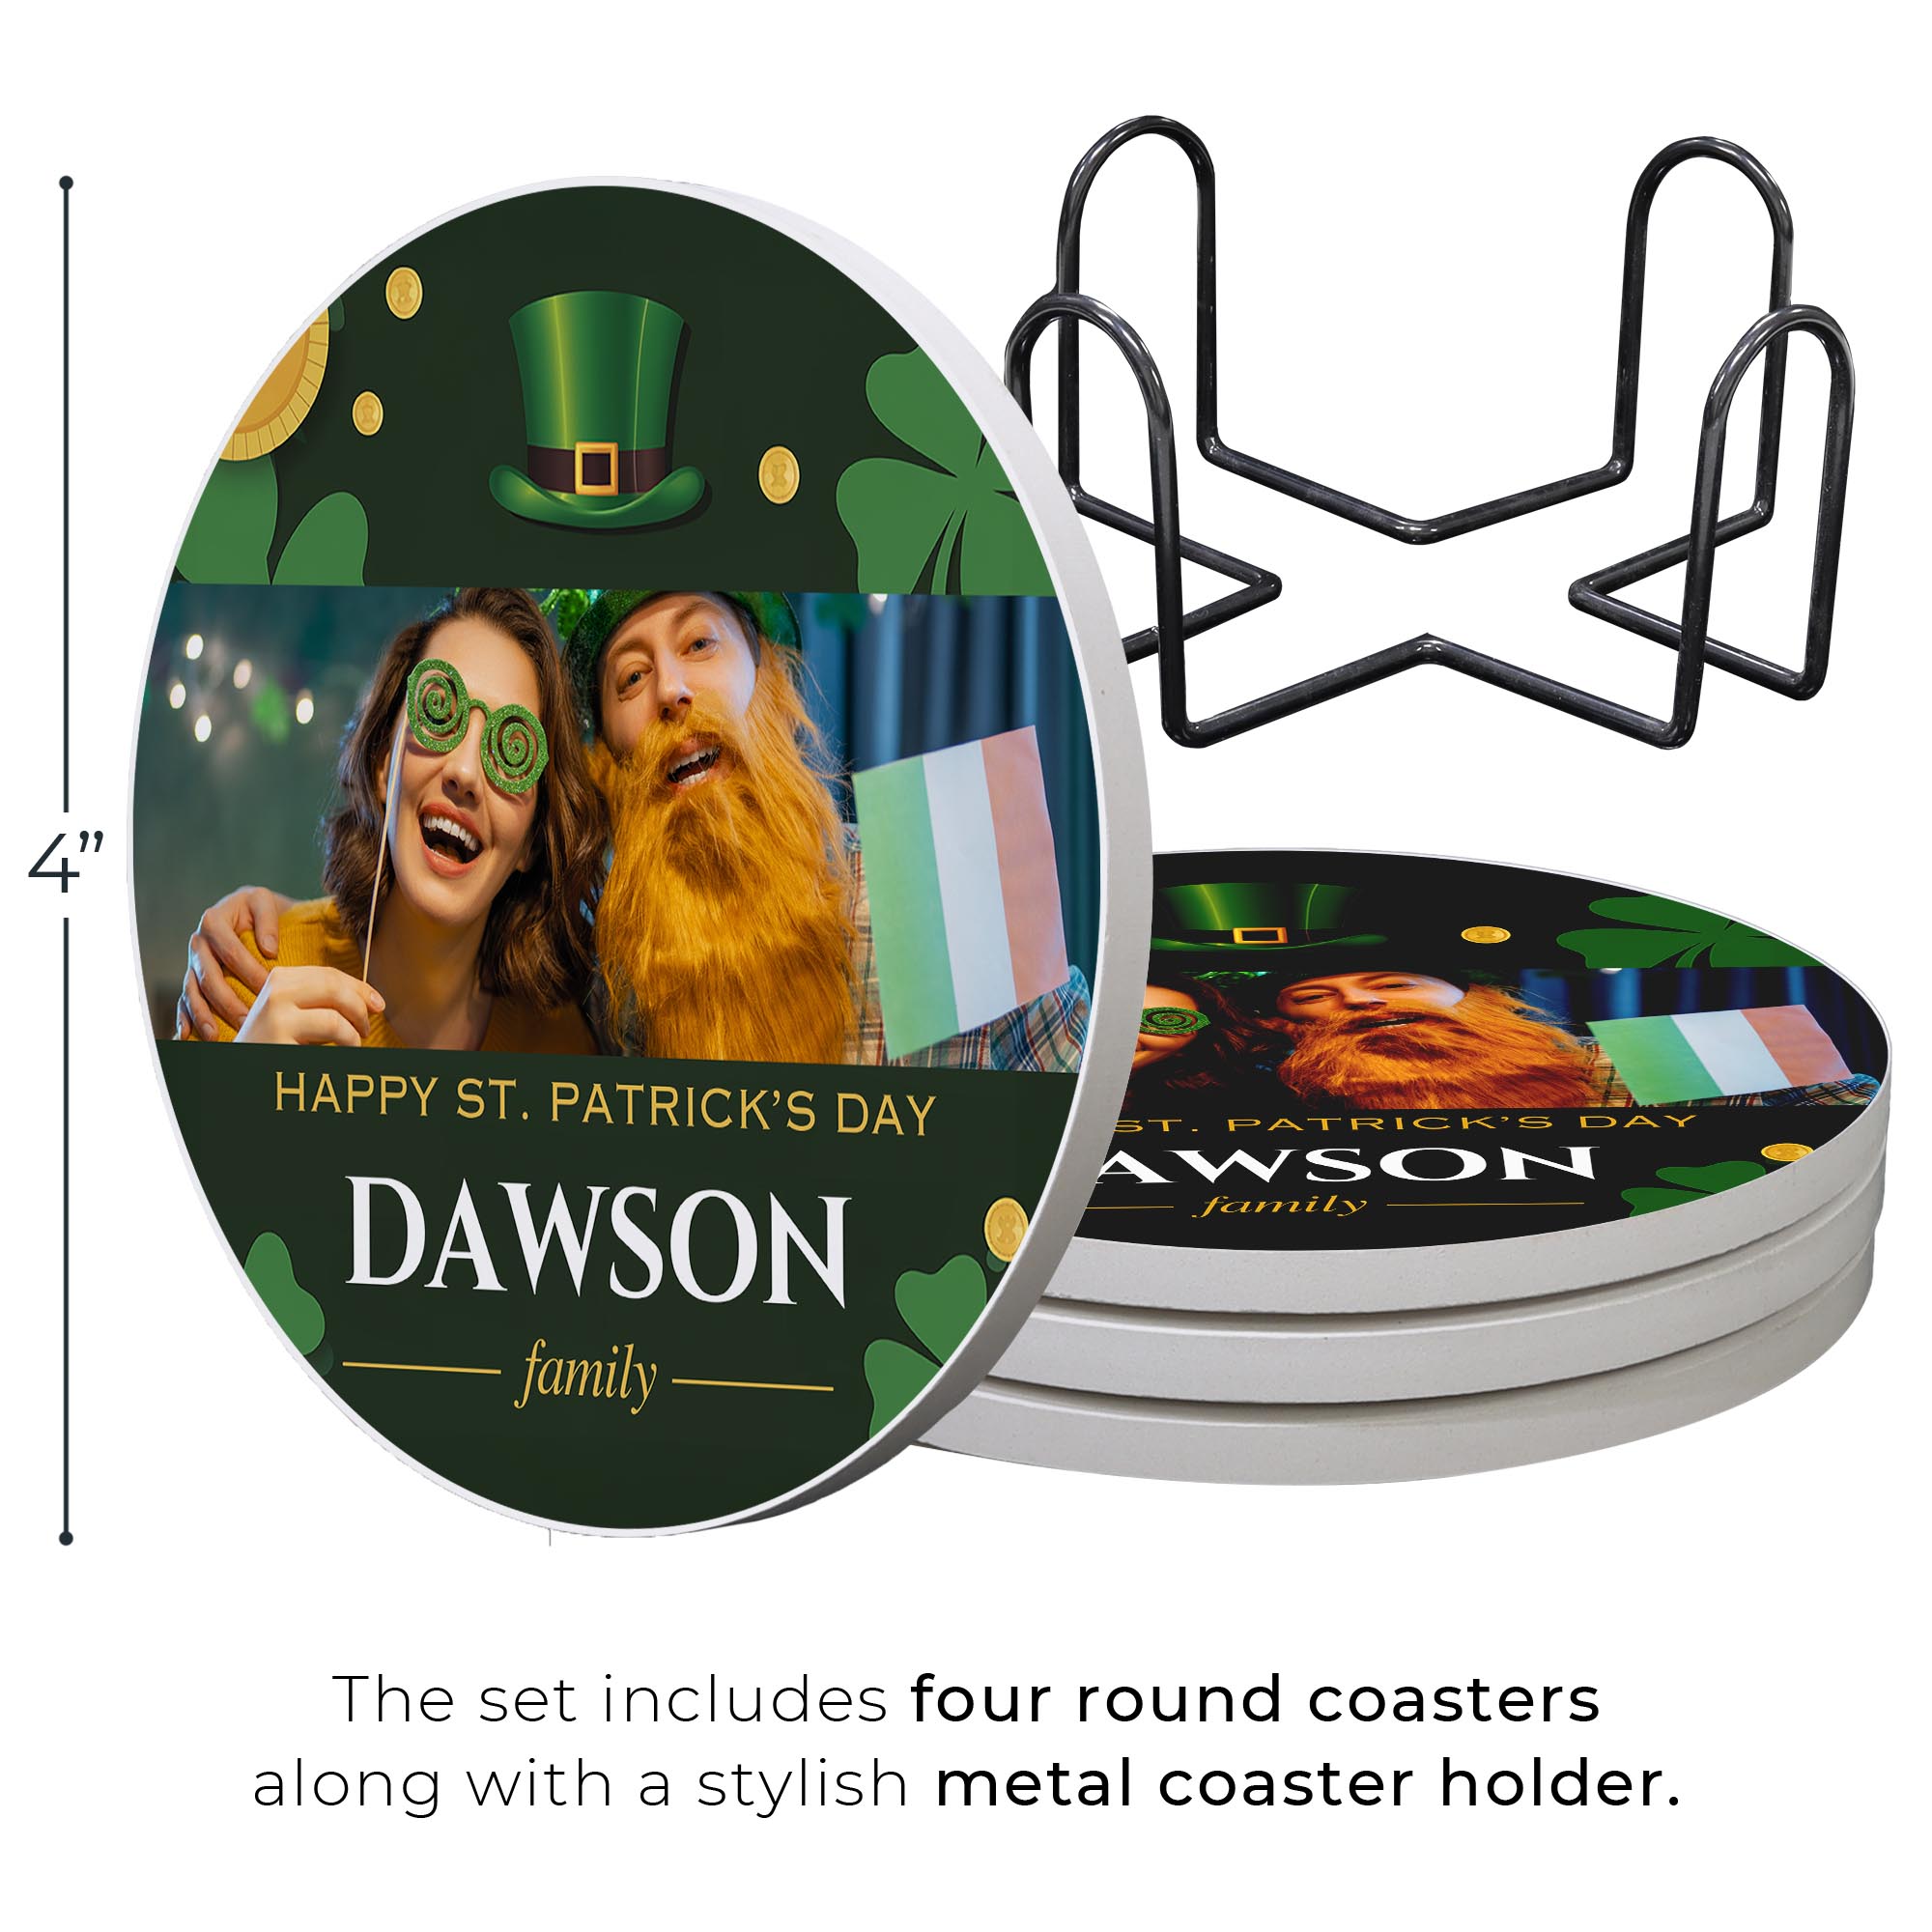 4”
HAPPY ST. PATRICK’S DAY
DAWSON
family
ST. PATRICK’S DAY
AWSON
family
The set includes four round coasters
along with a stylish metal coaster holder.